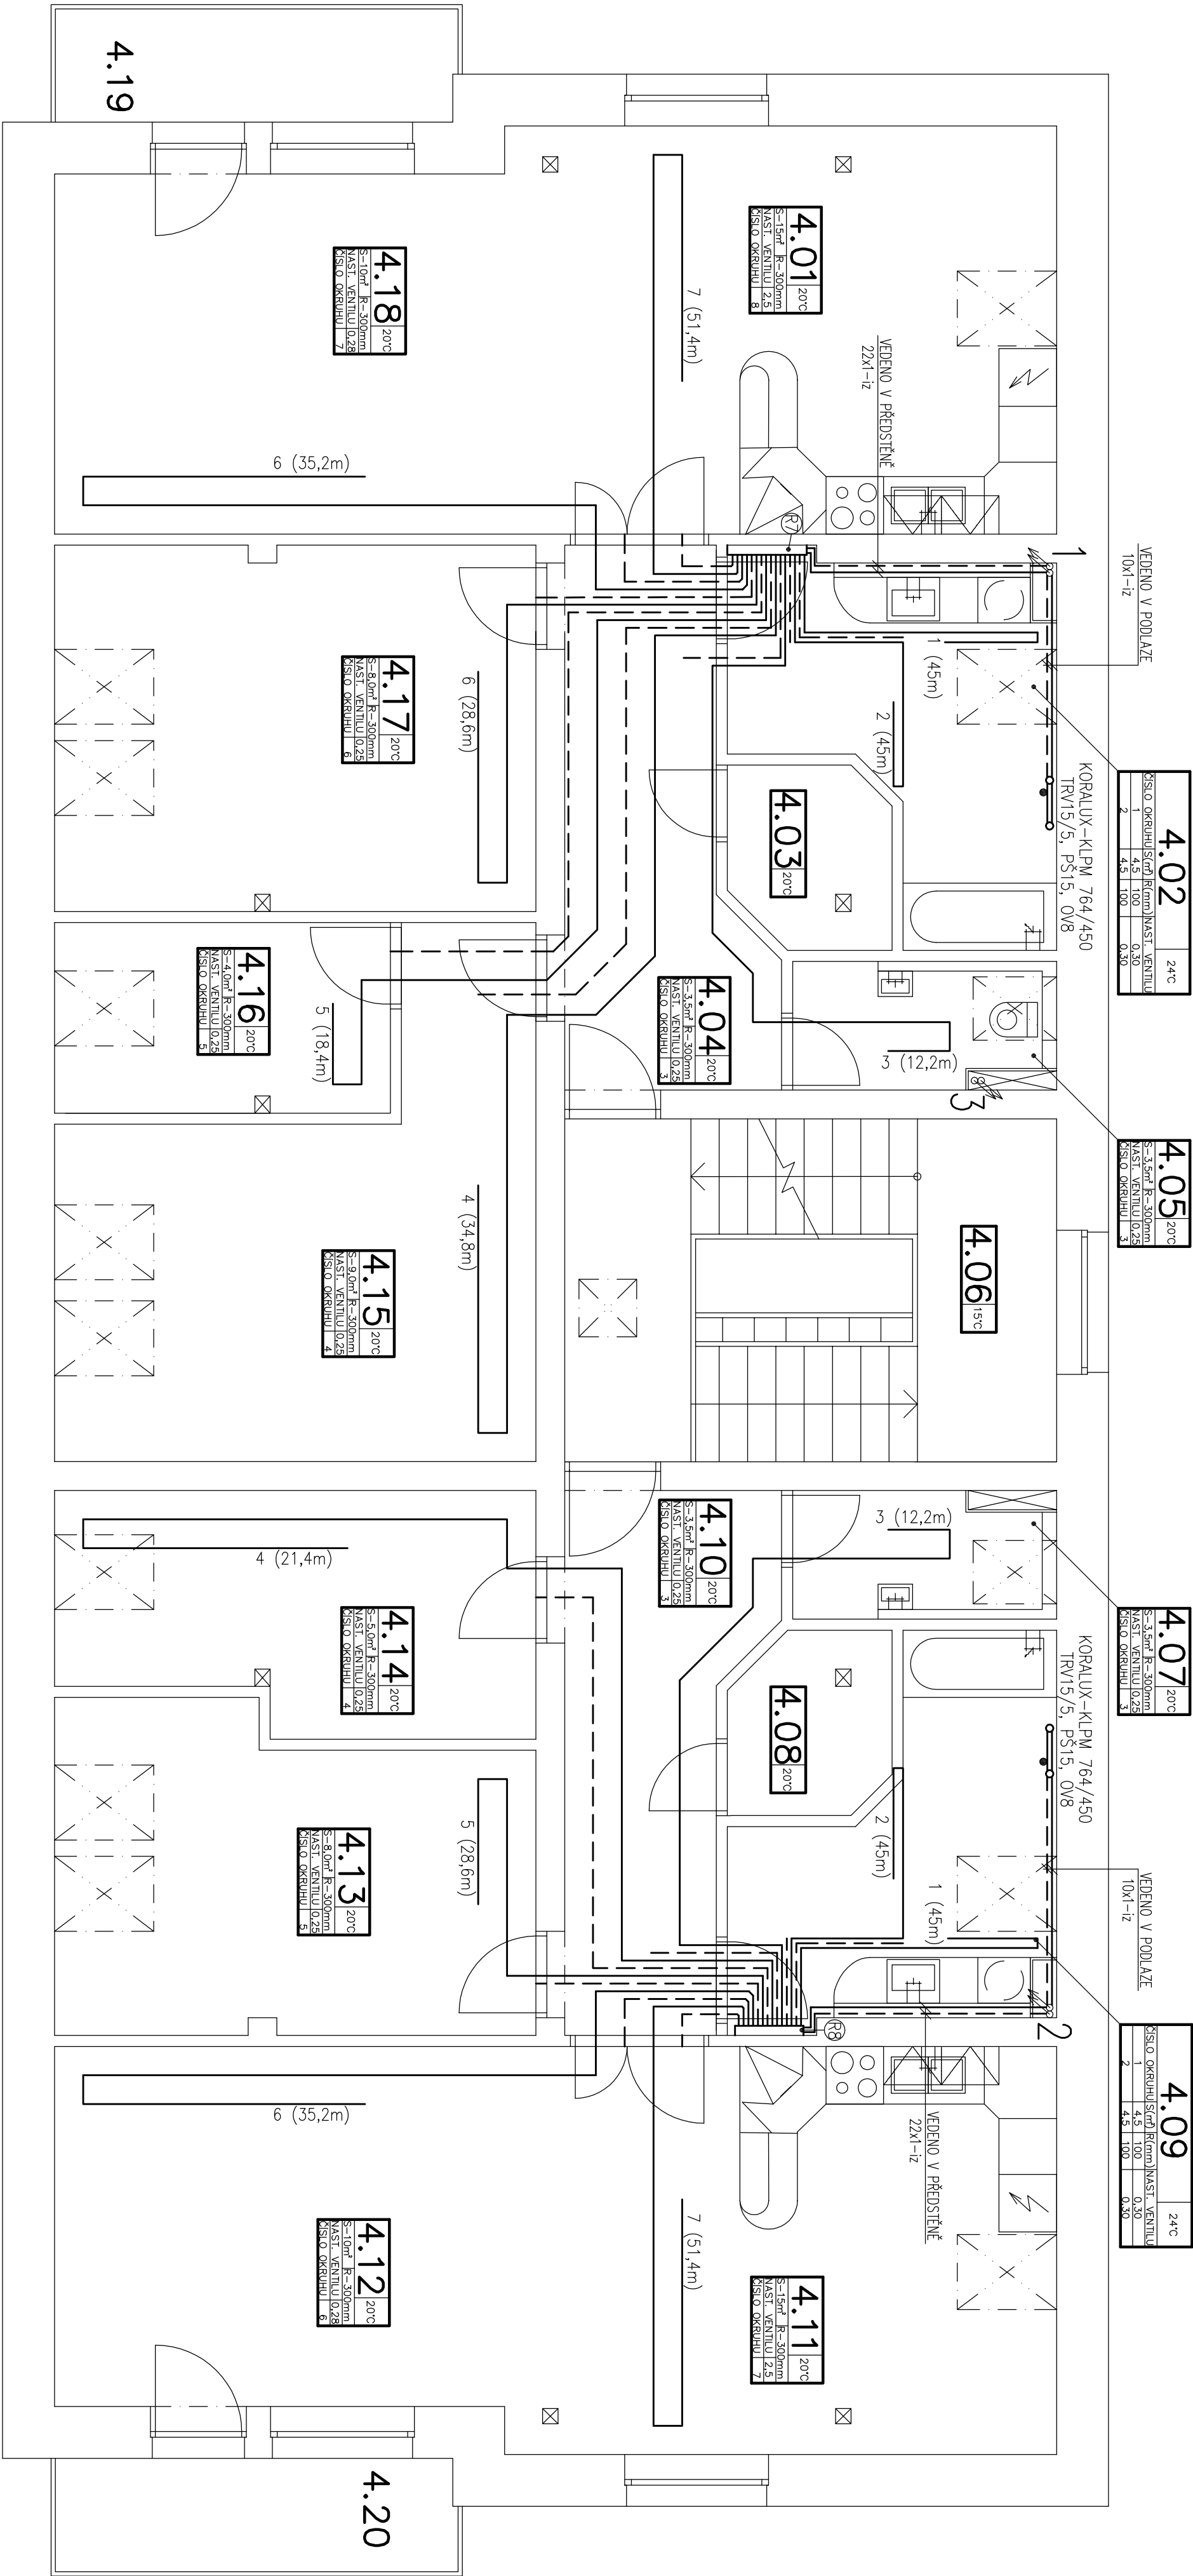 4.02 24°C
ČÍSLO OKRUHU S(m²) R(mm) NAST. VENTILU
1 4,5 100 0,30
2 4,5 100 0,30
4.05 20°C
S-3,5m² R-300mm
NAST. VENTILU 0,25
ČÍSLO OKRUHU 3
4.07 20°C
S-3,5m² R-300mm
NAST. VENTILU 0,25
ČÍSLO OKRUHU 3
4.09 24°C
ČÍSLO OKRUHU S(m²) R(mm) NAST. VENTILU
1 4,5 100 0,30
2 4,5 100 0,30
VEDENO V PODLAZE
10x1-iz
KORALUX-KLPM 764/450
TRV15/5, PŠ15, OV8
KORALUX-KLPM 764/450
TRV15/5, PŠ15, OV8
VEDENO V PODLAZE
10x1-iz
1
3
2
VEDENO V PŘEDSTĚNĚ
22x1-iz
VEDENO V PŘEDSTĚNĚ
22x1-iz
1 (45m)
2 (45m)
3 (12,2m)
4.06 15°C
3 (12,2m)
2 (45m)
1 (45m)
4.01 20°C
S-15m² R-300mm
NAST. VENTILU 2,5
ČÍSLO OKRUHU 8
R7
4.03 20°C
4.08 20°C
R8
4.11 20°C
S-15m² R-300mm
NAST. VENTILU 2,5
ČÍSLO OKRUHU 7
7 (51,4m)
4.04 20°C
S-3,5m² R-300mm
NAST. VENTILU 0,25
ČÍSLO OKRUHU 3
4.10 20°C
S-3,5m² R-300mm
NAST. VENTILU 0,25
ČÍSLO OKRUHU 3
7 (51,4m)
6 (28,6m)
4 (34,8m)
5 (28,6m)
4.18 20°C
S-10m² R-300mm
NAST. VENTILU 0,28
ČÍSLO OKRUHU 7
4.17 20°C
S-8,0m² R-300mm
NAST. VENTILU 0,25
ČÍSLO OKRUHU 6
4.15 20°C
S-9,0m² R-300mm
NAST. VENTILU 0,25
ČÍSLO OKRUHU 4
4.14 20°C
S-5,0m² R-300mm
NAST. VENTILU 0,25
ČÍSLO OKRUHU 4
4.13 20°C
S-8,0m² R-300mm
NAST. VENTILU 0,25
ČÍSLO OKRUHU 5
4.12 20°C
S-10m² R-300mm
NAST. VENTILU 0,28
ČÍSLO OKRUHU 6
6 (35,2m)
5 (18,4m)
4 (21,4m)
6 (35,2m)
4.16 20°C
S-4,0m² R-300mm
NAST. VENTILU 0,25
ČÍSLO OKRUHU 5
4.19
4.20